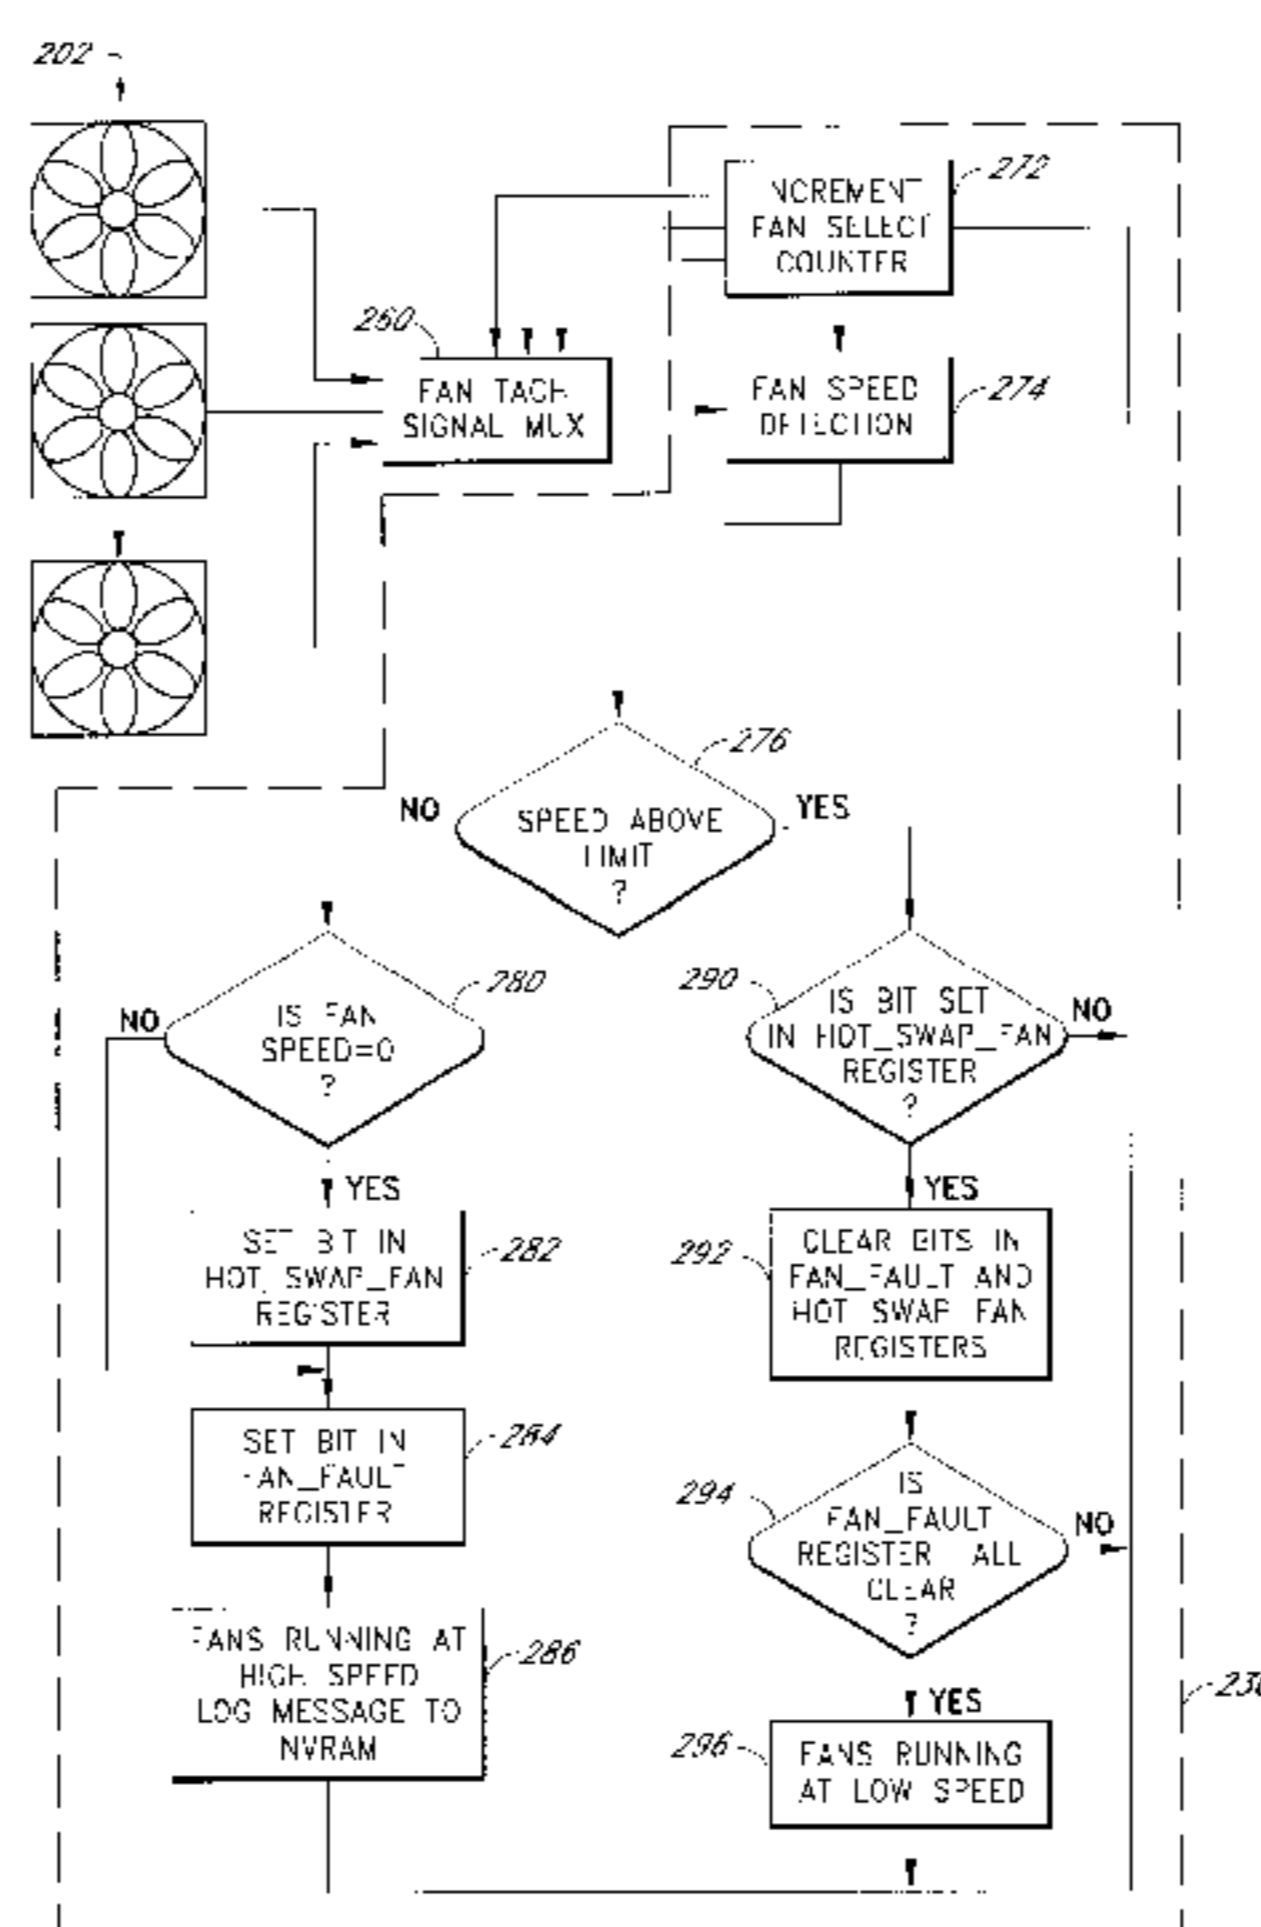 202
272
INCREMENT
FAN SELECT
COUNTER
260
FAN TACH
SIGNAL MUX
FAN SPEED
DETECTION
274
276
NO
YES
SPEED ABOVE
LIMIT
?
280
NO
IS FAN
SPEED=0
?
290
IS BIT SET
IN HOT_SWAP_FAN
REGISTER
?
NO
YES
SET BIT IN
HOT_SWAP_FAN
REGISTER
282
YES
292
CLEAR BITS IN
FAN_FAULT AND
HOT SWAP FAN
REGISTERS
SET BIT IN
FAN_FAULT
REGISTER
284
294
IS
FAN_FAULT
REGISTER ALL
CLEAR
?
NO
FANS RUNNING AT
HIGH SPEED
LOG MESSAGE TO
NVRAM
286
YES
296
FANS RUNNING
AT LOW SPEED